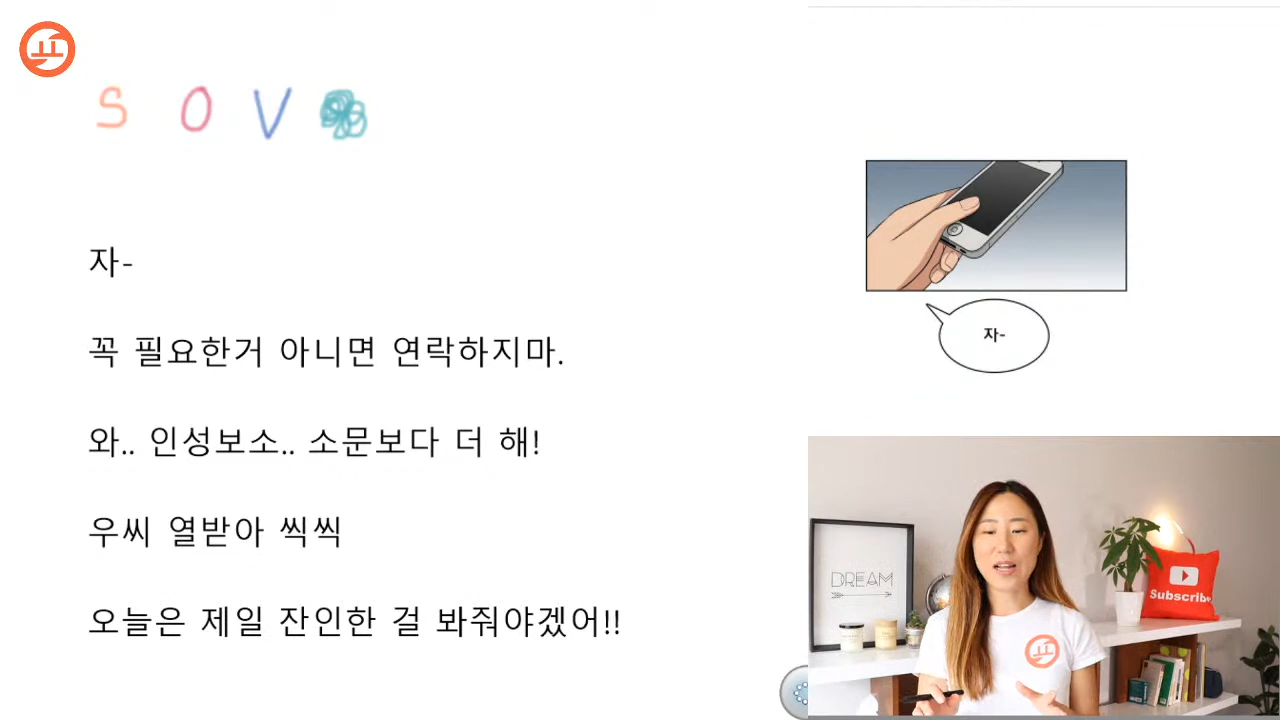 S O V
자-
꼭 필요한거 아니면 연락하지마.
와.. 인성보소.. 소문보다 더 해!
우씨 열받아 씩씩
오늘은 제일 잔인한 걸 봐줘야겠어!!
자-
DREAM
Subscribe